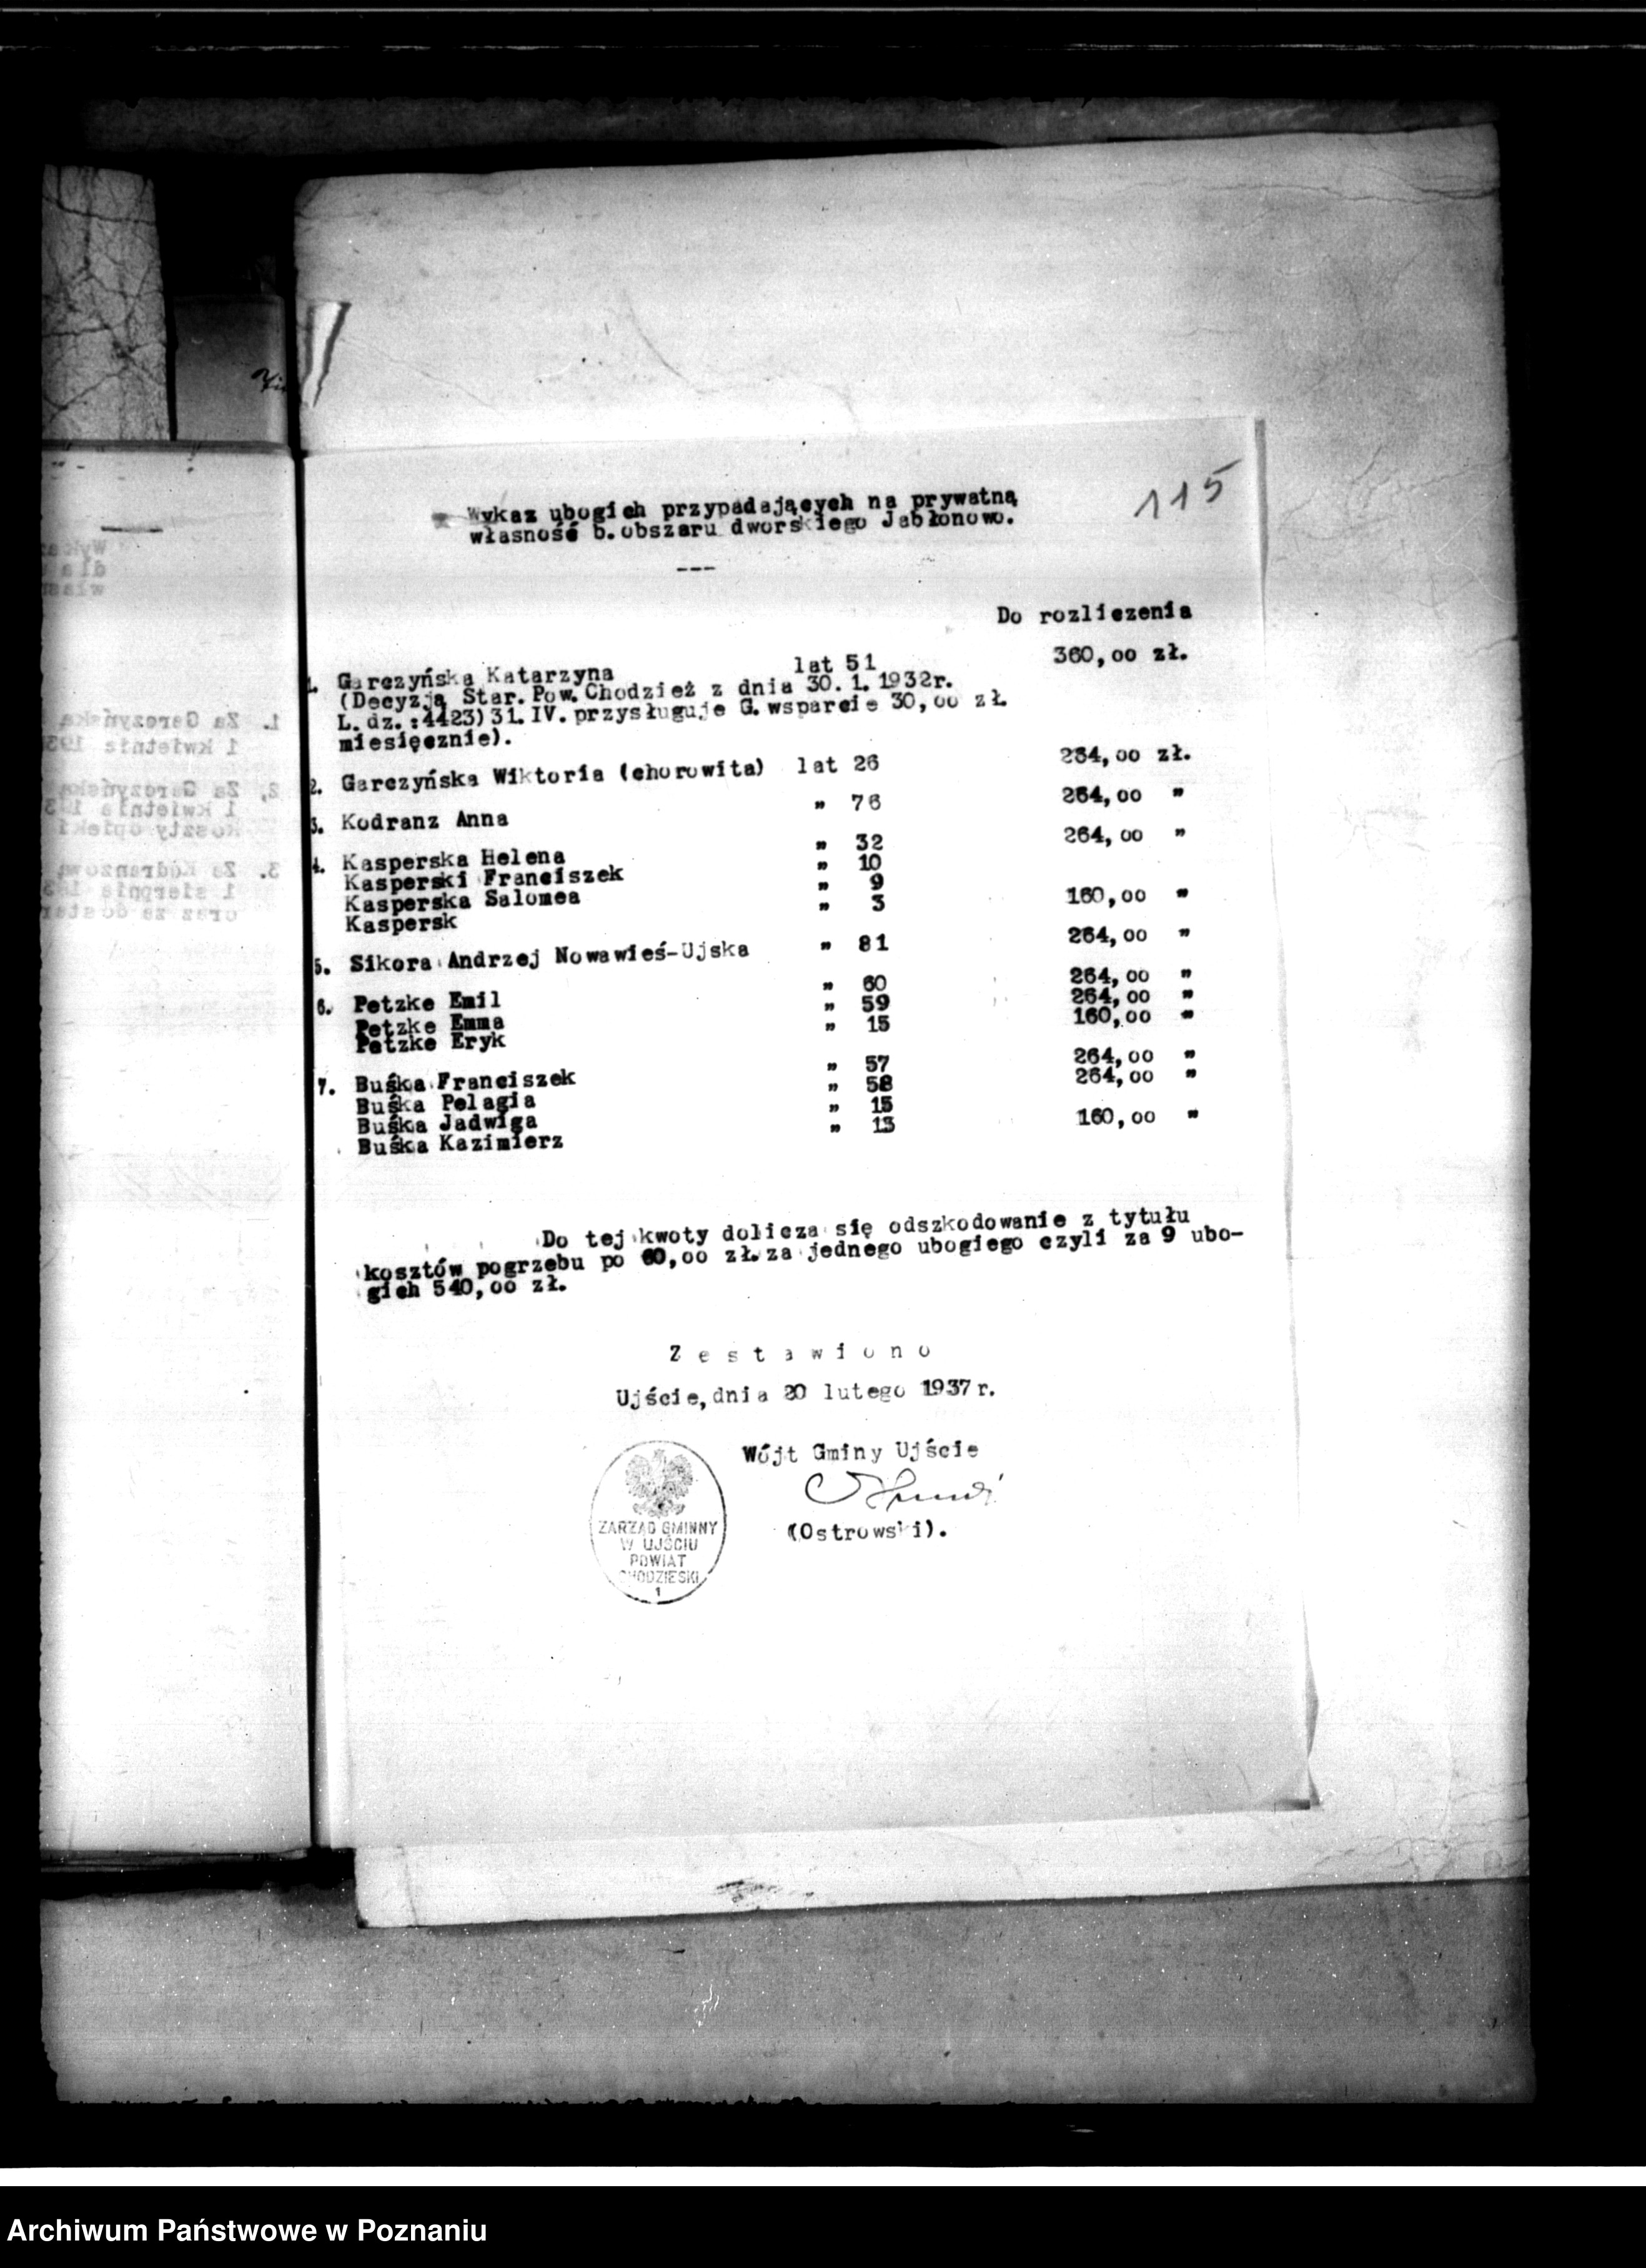 115
Wykaz ubogich przypadających na prywatną
własność b.obszaru dworskiego Jabłonowo.
---
Do rozliczenia
1. Garczyńska Katarzyna lat 51 360,00 zł.
(Decyzją Star. Pow. Chodzież z dnia 30. 1. 1932r.
L. dz. :4423) 31. IV. przysługuje G. wsparcie 30,00 zł.
miesięcznie).
2. Garczyńska Wiktoria (chorowita) lat 26 264,00 zł.
3. Kodranz Anna " 76 264,00 "
4. Kasperska Helena " 32 264,00 "
Kasperski Franciszek " 10
Kasperska Salomea " 9
Kaspersk " 3 160,00 "
5. Sikora Andrzej Nowawieś-Ujska " 81 264,00 "
6. Petzke Emil " 60 264,00 "
Petzke Emma " 59 264,00 "
Petzke Eryk " 15 160,00 "
7. Buśka Franciszek " 57 264,00 "
Buśka Pelagia " 58 264,00 "
Buśka Jadwiga " 15
Buśka Kazimierz " 13 160,00 "
Do tej kwoty dolicza się odszkodowanie z tytułu
kosztów pogrzebu po 60,00 zł.za jednego ubogiego czyli za 9 ubo-
gich 540,00 zł.
Zestawiono
Ujście,dnia 20 lutego 1937r.
Wójt Gminy Ujście
(Ostrowski).
ZARZĄD GMINNY
W UJŚCIU
POWIAT
CHODZIESKI
1
Archiwum Państwowe w Poznaniu